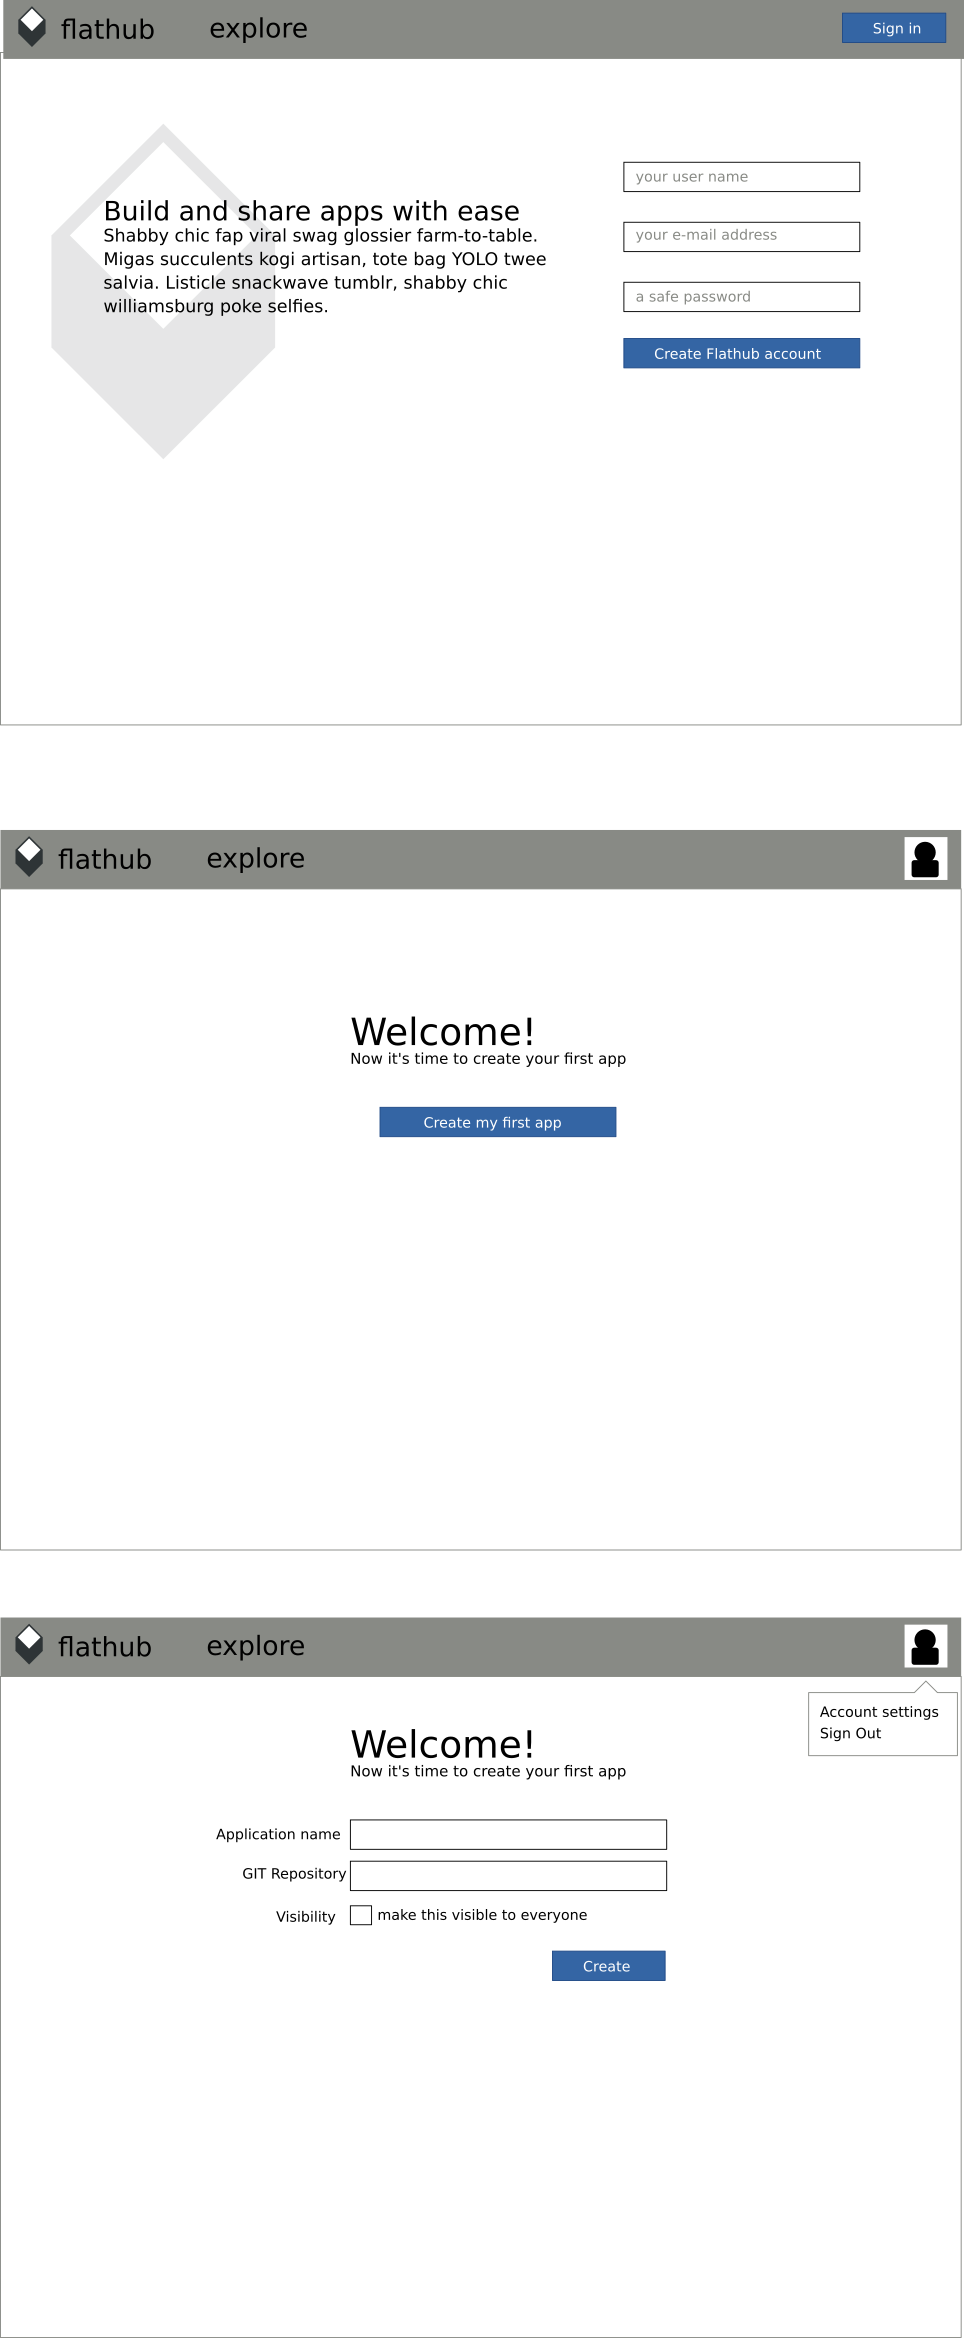 flathub explore Sign in
Build and share apps with ease
Shabby chic fap viral swag glossier farm-to-table.
Migas succulents kogi artisan, tote bag YOLO twee
salvia. Listicle snackwave tumblr, shabby chic
williamsburg poke selfies.
your user name
your e-mail address
a safe password
Create Flathub account
flathub explore
Welcome!
Now it's time to create your first app
Create my first app
flathub explore
Account settings
Sign Out
Welcome!
Now it's time to create your first app
Application name
GIT Repository
Visibility make this visible to everyone
Create